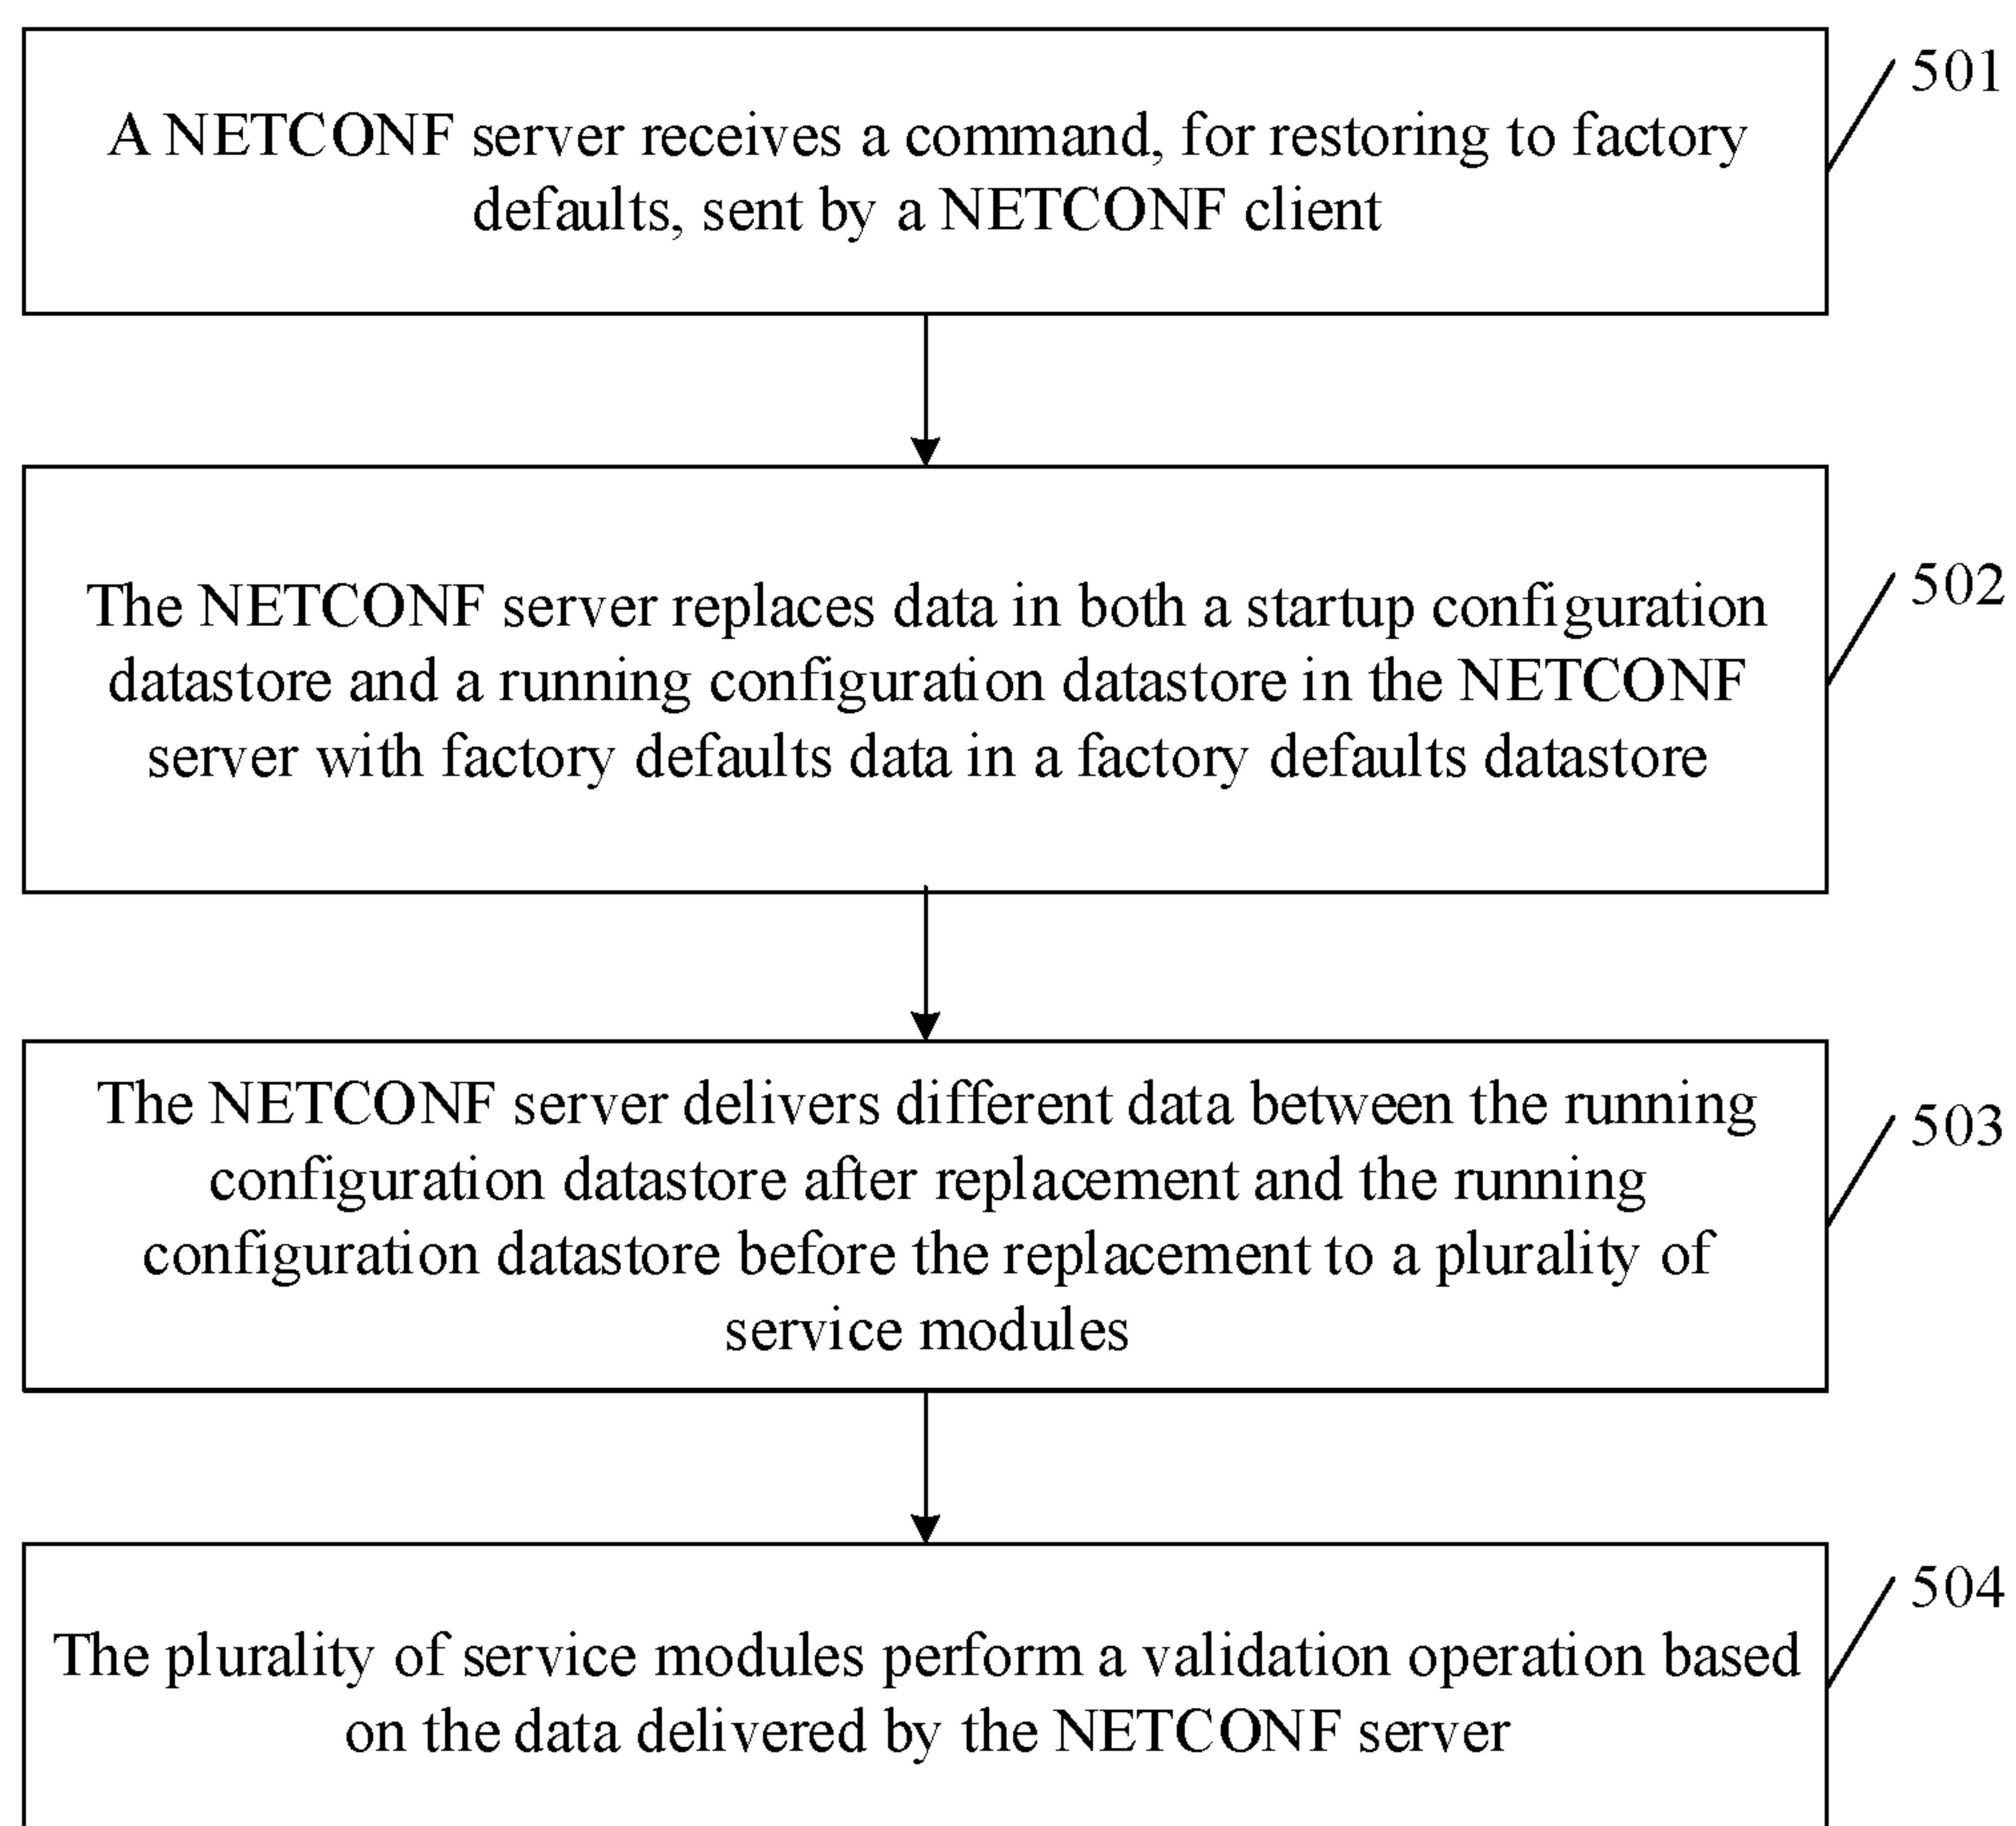 A NETCONF server receives a command, for restoring to factory
defaults, sent by a NETCONF client
501
The NETCONF server replaces data in both a startup configuration
datastore and a running configuration datastore in the NETCONF
server with factory defaults data in a factory defaults datastore
502
The NETCONF server delivers different data between the running
configuration datastore after replacement and the running
configuration datastore before the replacement to a plurality of
service modules
503
The plurality of service modules perform a validation operation based
on the data delivered by the NETCONF server
504